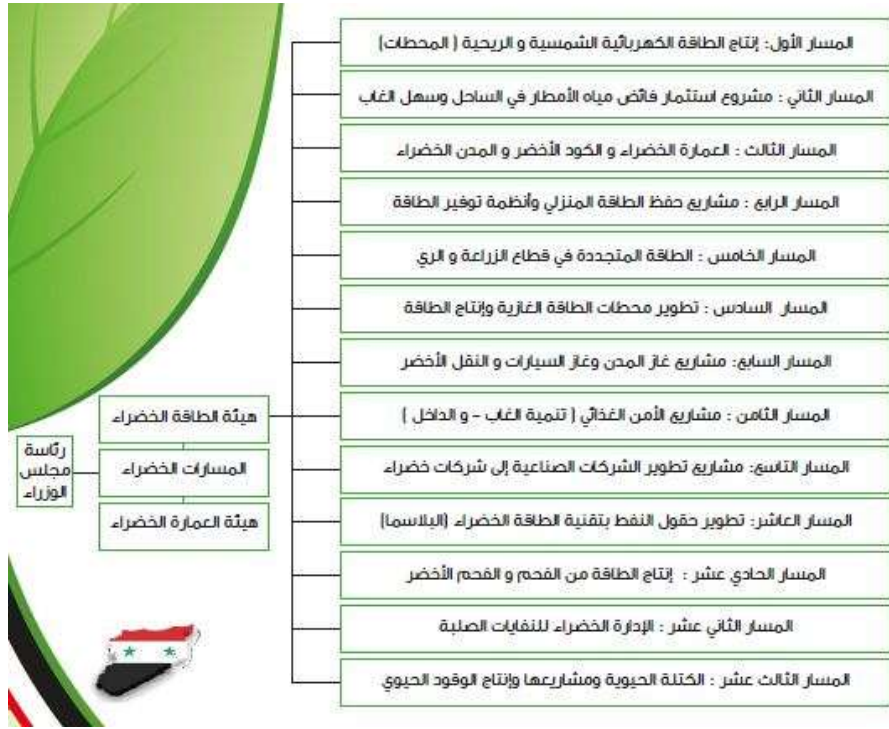 المسار الأول: إنتاج الطاقة الكهربائية الشمسية و الريحية ( المحطات)
المسار الثاني : مشروع استثمار فائض مياه الأمطار في الساحل وسهل الغاب
المسار الثالث : العمارة الخضراء و الكود الأخضر و المدن الخضراء
المسار الرابع : مشاريع حفظ الطاقة المنزلي وأنظمة توفير الطاقة
المسار الخامس : الطاقة المتجددة في قطاع الزراعة و الري
المسار السادس : تطوير محطات الطاقة الغازية وإنتاج الطاقة
المسار السابع: مشاريع غاز المدن وغاز السيارات و النقل الأخضر
المسار الثامن : مشاريع الأمن الغذائي ( تنمية الغاب - و الداخل )
المسار التاسع: مشاريع تطوير الشركات الصناعية إلى شركات خضراء
المسار العاشر: تطوير حقول النفط بتقنية الطاقة الخضراء (البلاسما)
المسار الحادي عشر : إنتاج الطاقة من الفحم و الفحم الأخضر
المسار الثاني عشر : الإدارة الخضراء للنفايات الصلبة
المسار الثالث عشر : الكتلة الحيوية ومشاريعها وإنتاج الوقود الحيوي
هيئة الطاقة الخضراء
المسارات الخضراء
هيئة العمارة الخضراء
رئاسة
مجلس
الوزراء